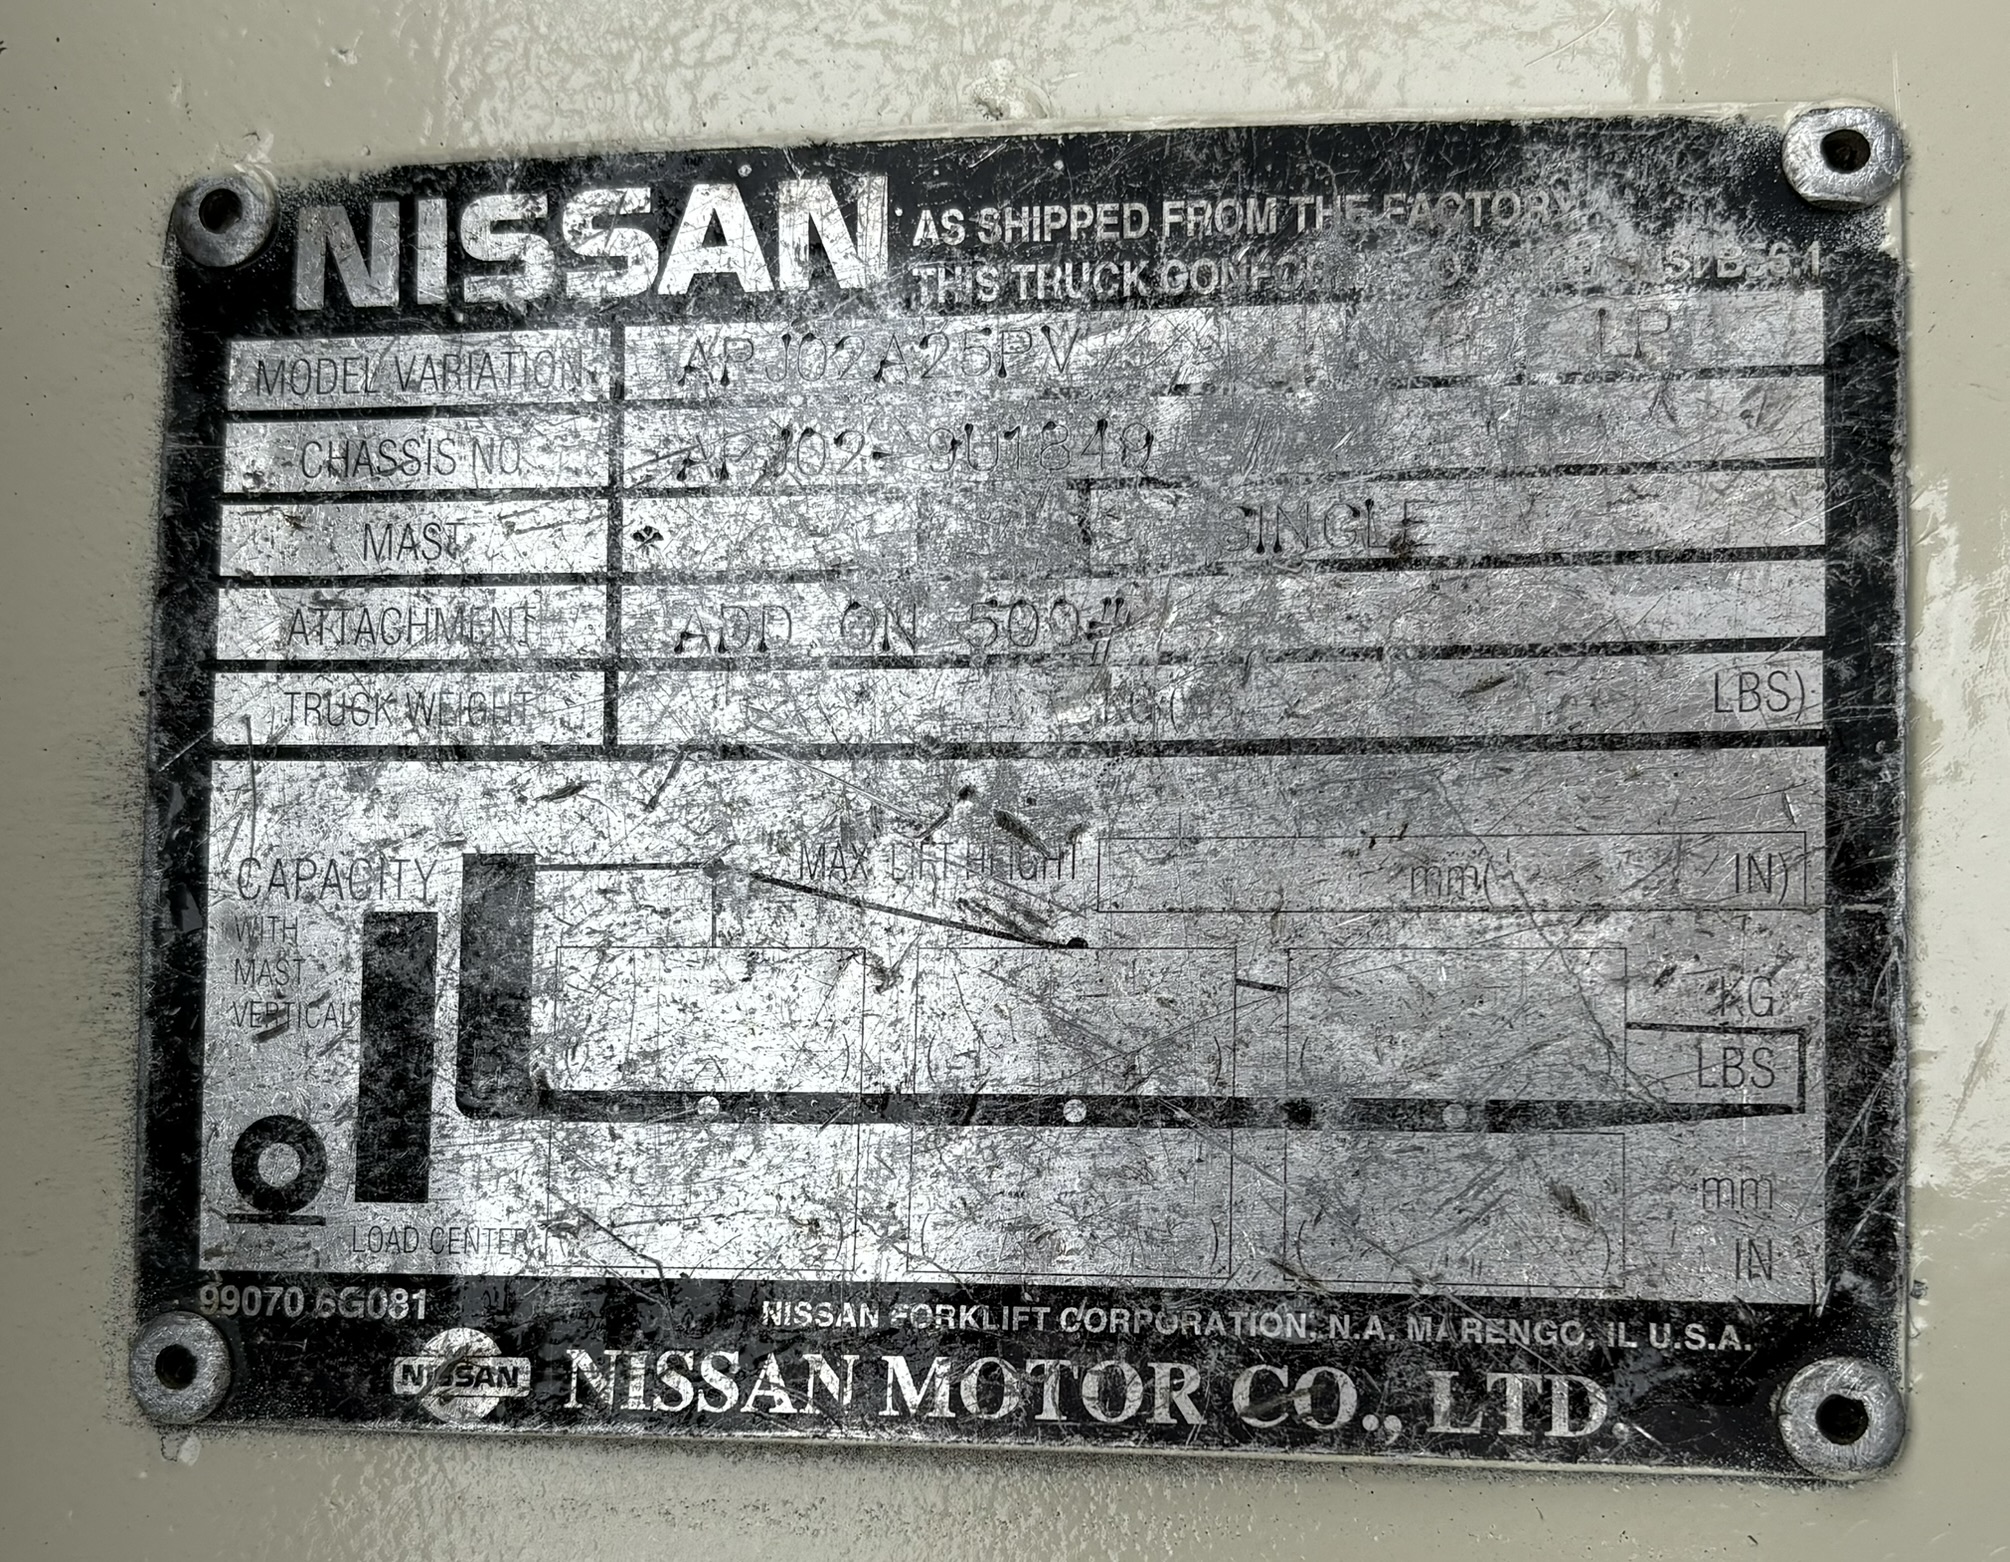 NISSAN
AS SHIPPED FROM THE FACTORY
THIS TRUCK
MODEL VARIATION APJ02A25PV LP
CHASSIS NO. APJ02-9U1849
MAST * SINGLE
ATTACHMENT ADD ON 500#
TRUCK WEIGHT KG( LBS)
MAX. LIFT HEIGHT mm( IN)
CAPACITY
WITH
MAST
VERTICAL
KG
( ) ( ) ( ) LBS
mm
( ) ( ) ( ) IN
LOAD CENTER
99070 6G081
NISSAN FORKLIFT CORPORATION, N.A. MARENGO, IL U.S.A.
NISSAN NISSAN MOTOR CO., LTD.